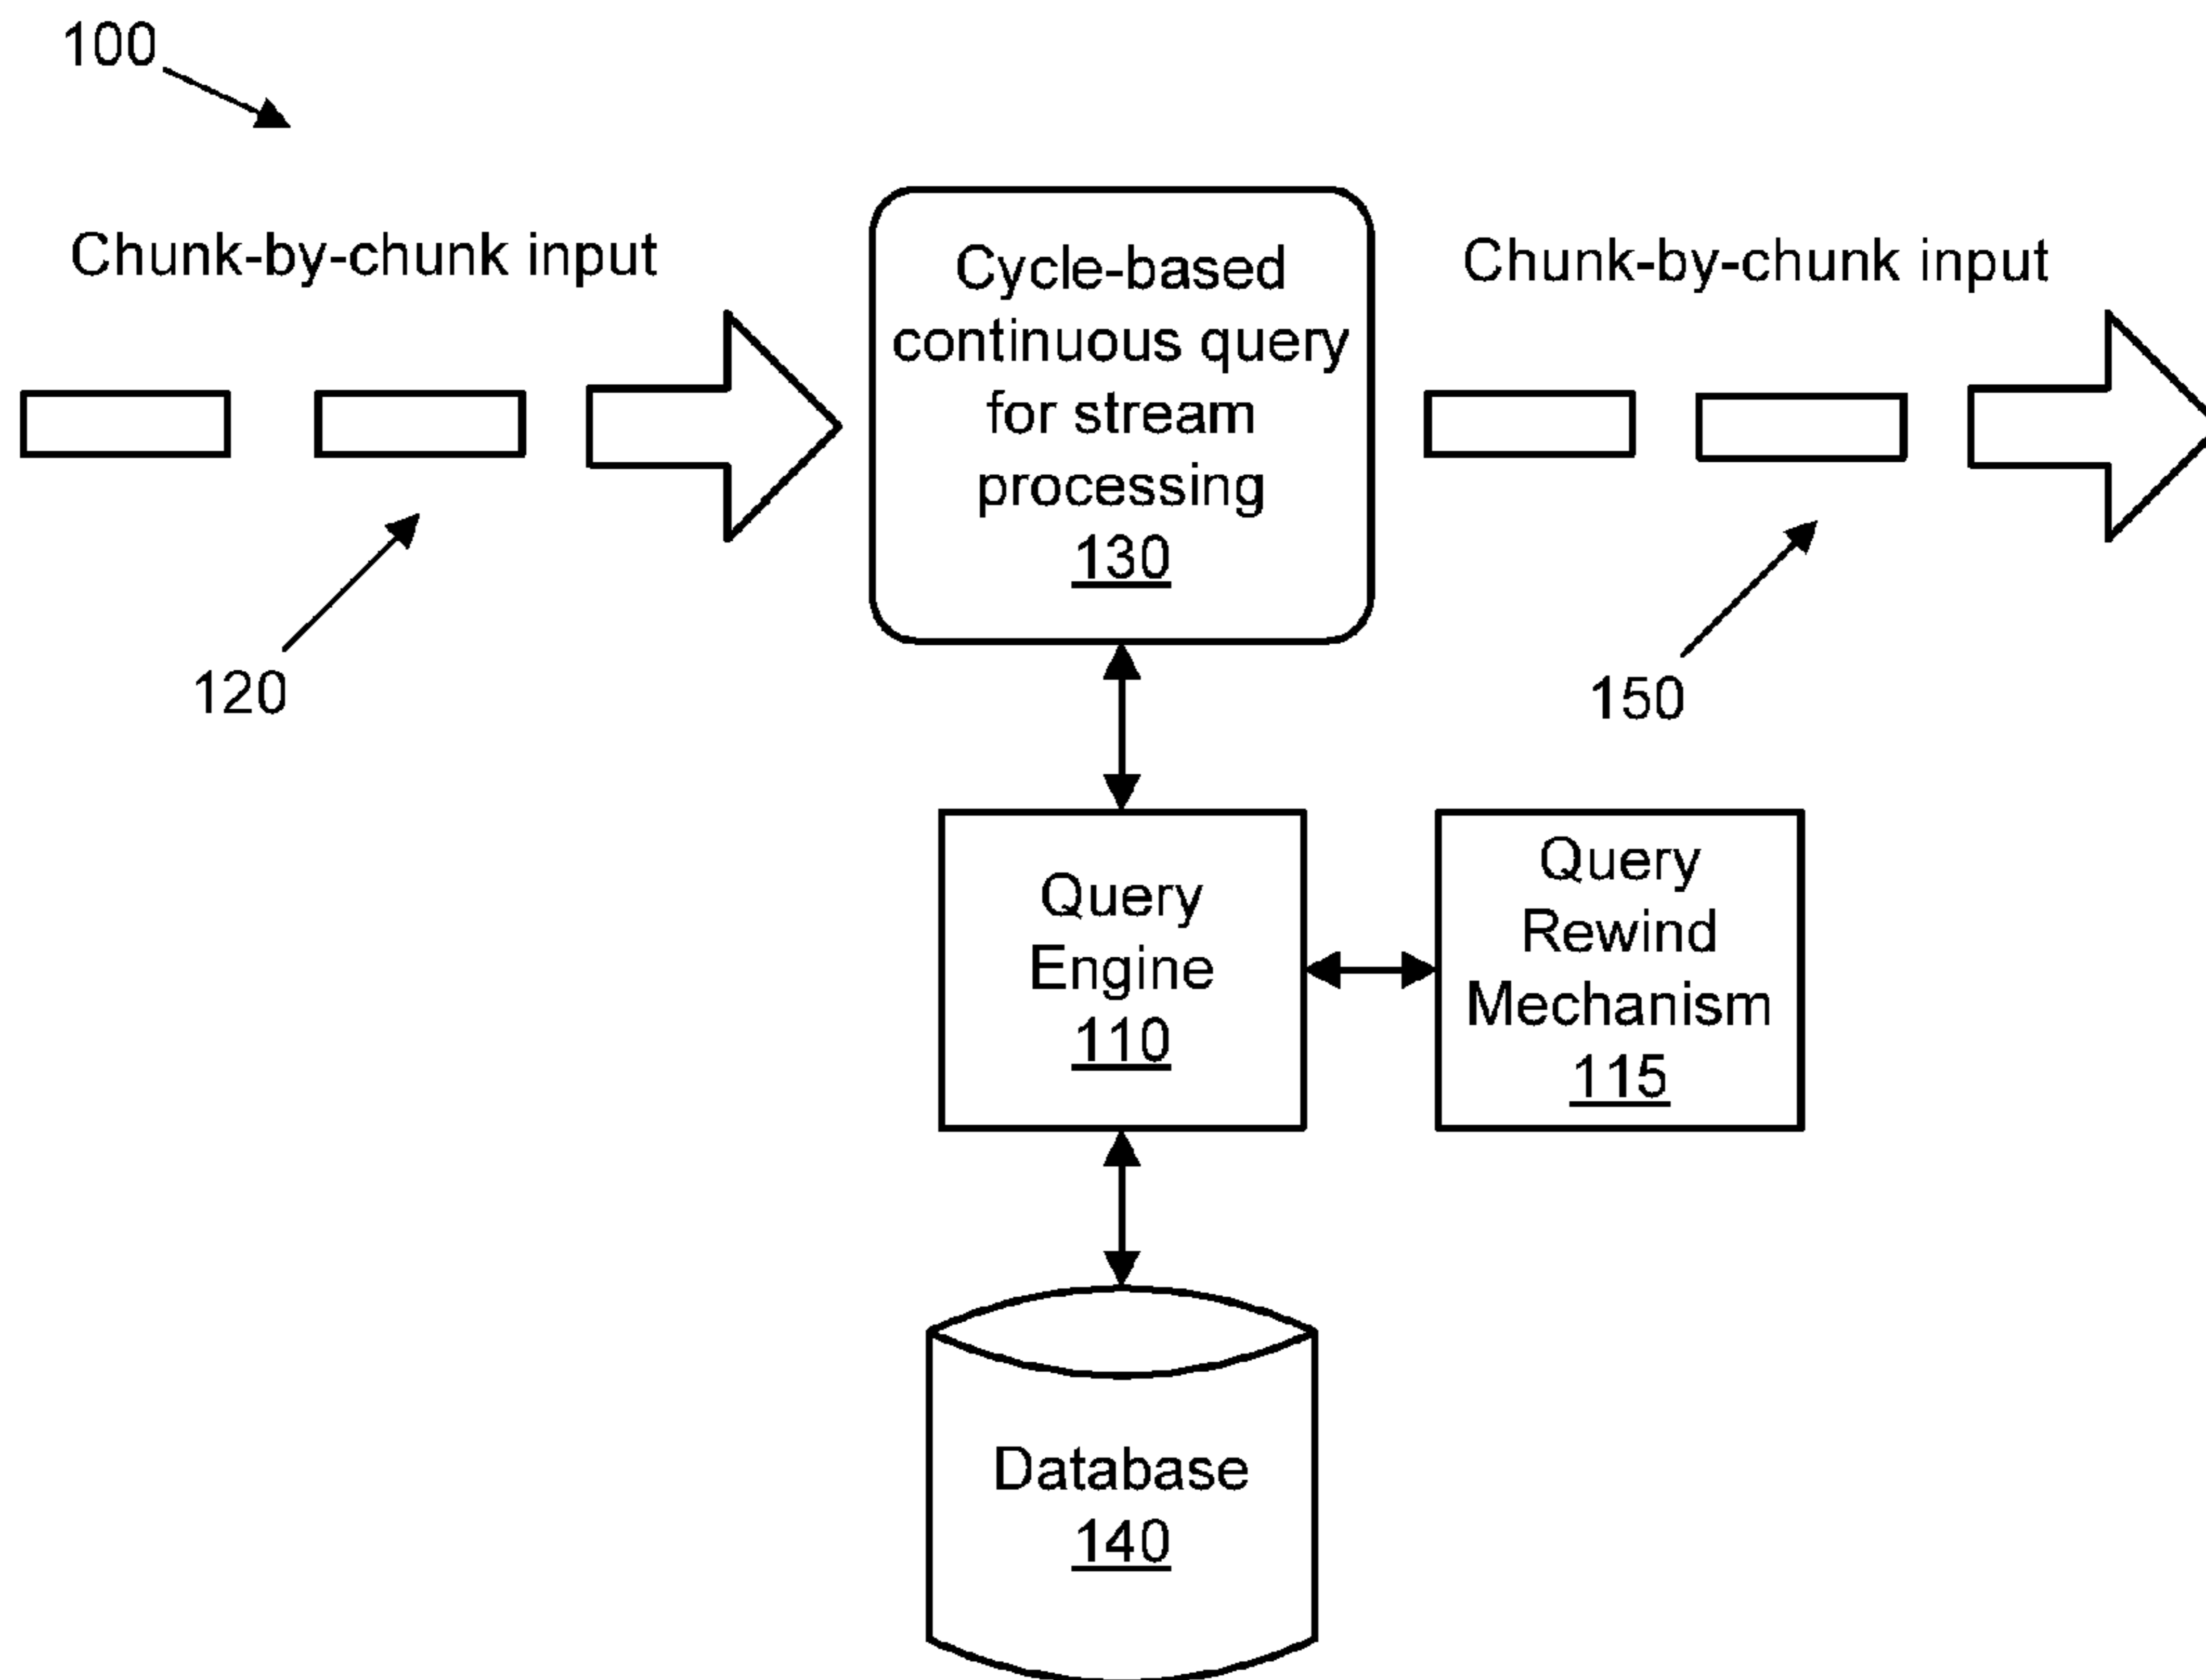 100
Chunk-by-chunk input
Cycle-based
continuous query
for stream
processing
130
Chunk-by-chunk input
120
150
Query
Engine
110
Query
Rewind
Mechanism
115
Database
140